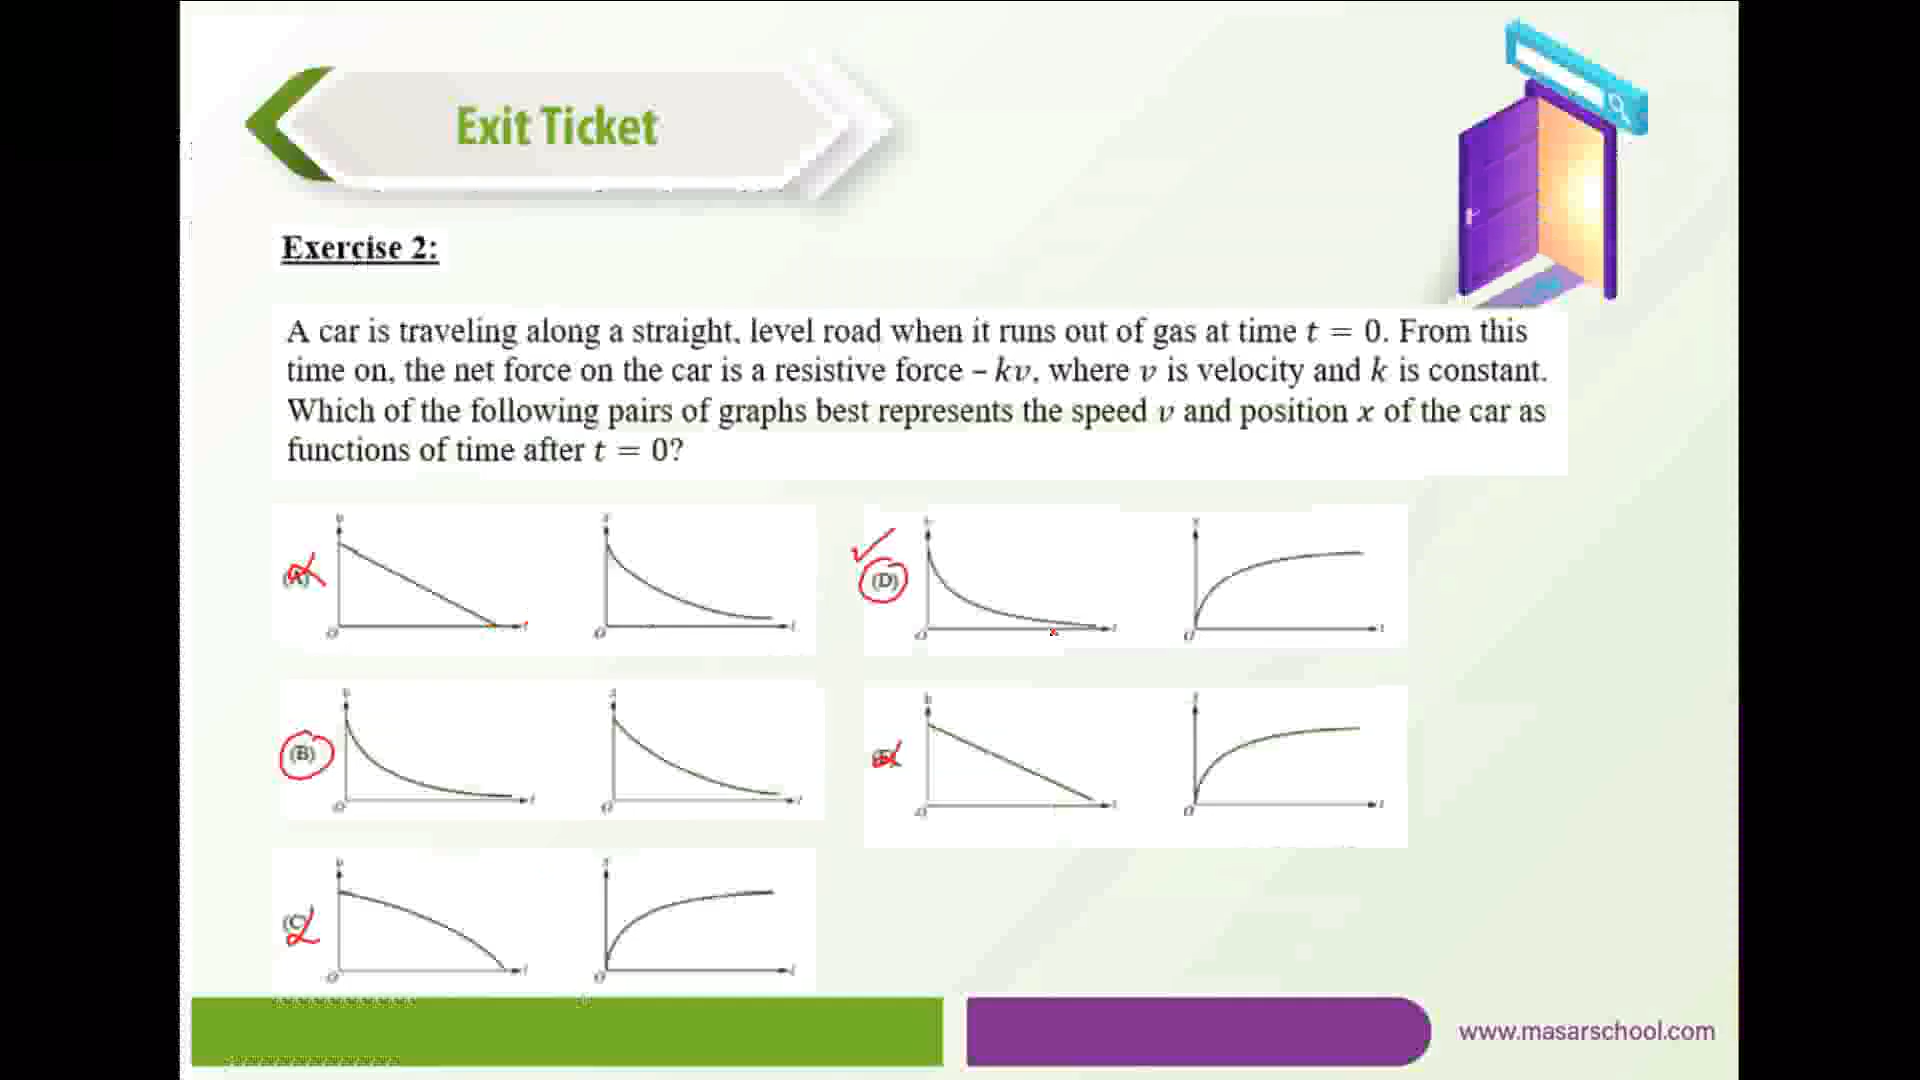 Exit Ticket
Exercise 2:
A car is traveling along a straight, level road when it runs out of gas at time t = 0. From this
time on, the net force on the car is a resistive force – kv, where v is velocity and k is constant.
Which of the following pairs of graphs best represents the speed v and position x of the car as
functions of time after t = 0?
(A)
(D)
(B)
(C)
www.masarschool.com